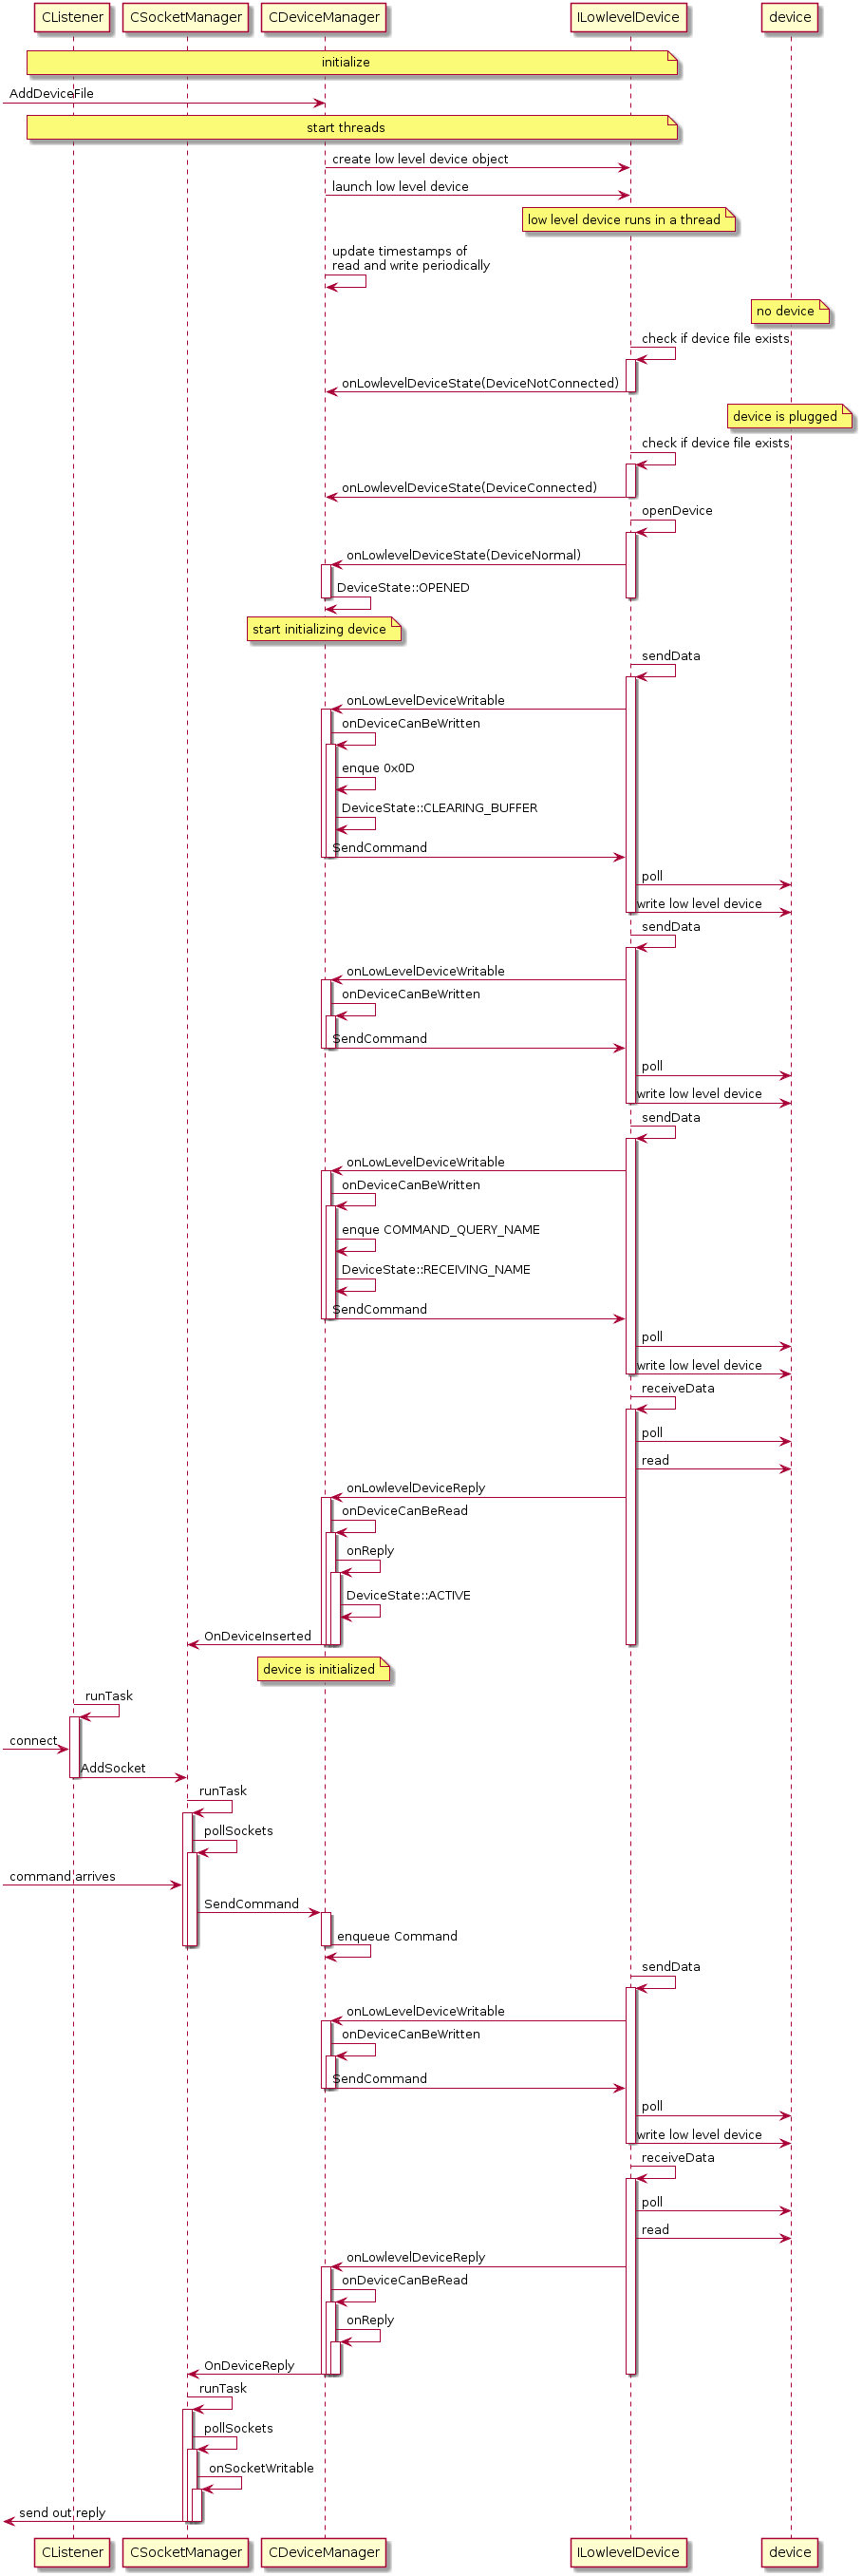 CListener CSocketManager CDeviceManager ILowlevelDevice device
initialize
AddDeviceFile
start threads
create low level device object
launch low level device
low level device runs in a thread
update timestamps of
read and write periodically
no device
check if device file exists
onLowlevelDeviceState(DeviceNotConnected)
device is plugged
check if device file exists
onLowlevelDeviceState(DeviceConnected)
openDevice
onLowlevelDeviceState(DeviceNormal)
DeviceState::OPENED
start initializing device
sendData
onLowLevelDeviceWritable
onDeviceCanBeWritten
enque 0x0D
DeviceState::CLEARING_BUFFER
SendCommand
poll
write low level device
sendData
onLowLevelDeviceWritable
onDeviceCanBeWritten
SendCommand
poll
write low level device
sendData
onLowLevelDeviceWritable
onDeviceCanBeWritten
enque COMMAND_QUERY_NAME
DeviceState::RECEIVING_NAME
SendCommand
poll
write low level device
receiveData
poll
read
onLowlevelDeviceReply
onDeviceCanBeRead
onReply
DeviceState::ACTIVE
OnDeviceInserted
device is initialized
runTask
connect
AddSocket
runTask
pollSockets
command arrives
SendCommand
enqueue Command
sendData
onLowLevelDeviceWritable
onDeviceCanBeWritten
SendCommand
poll
write low level device
receiveData
poll
read
onLowlevelDeviceReply
onDeviceCanBeRead
onReply
OnDeviceReply
runTask
pollSockets
onSocketWritable
send out reply
CListener CSocketManager CDeviceManager ILowlevelDevice device